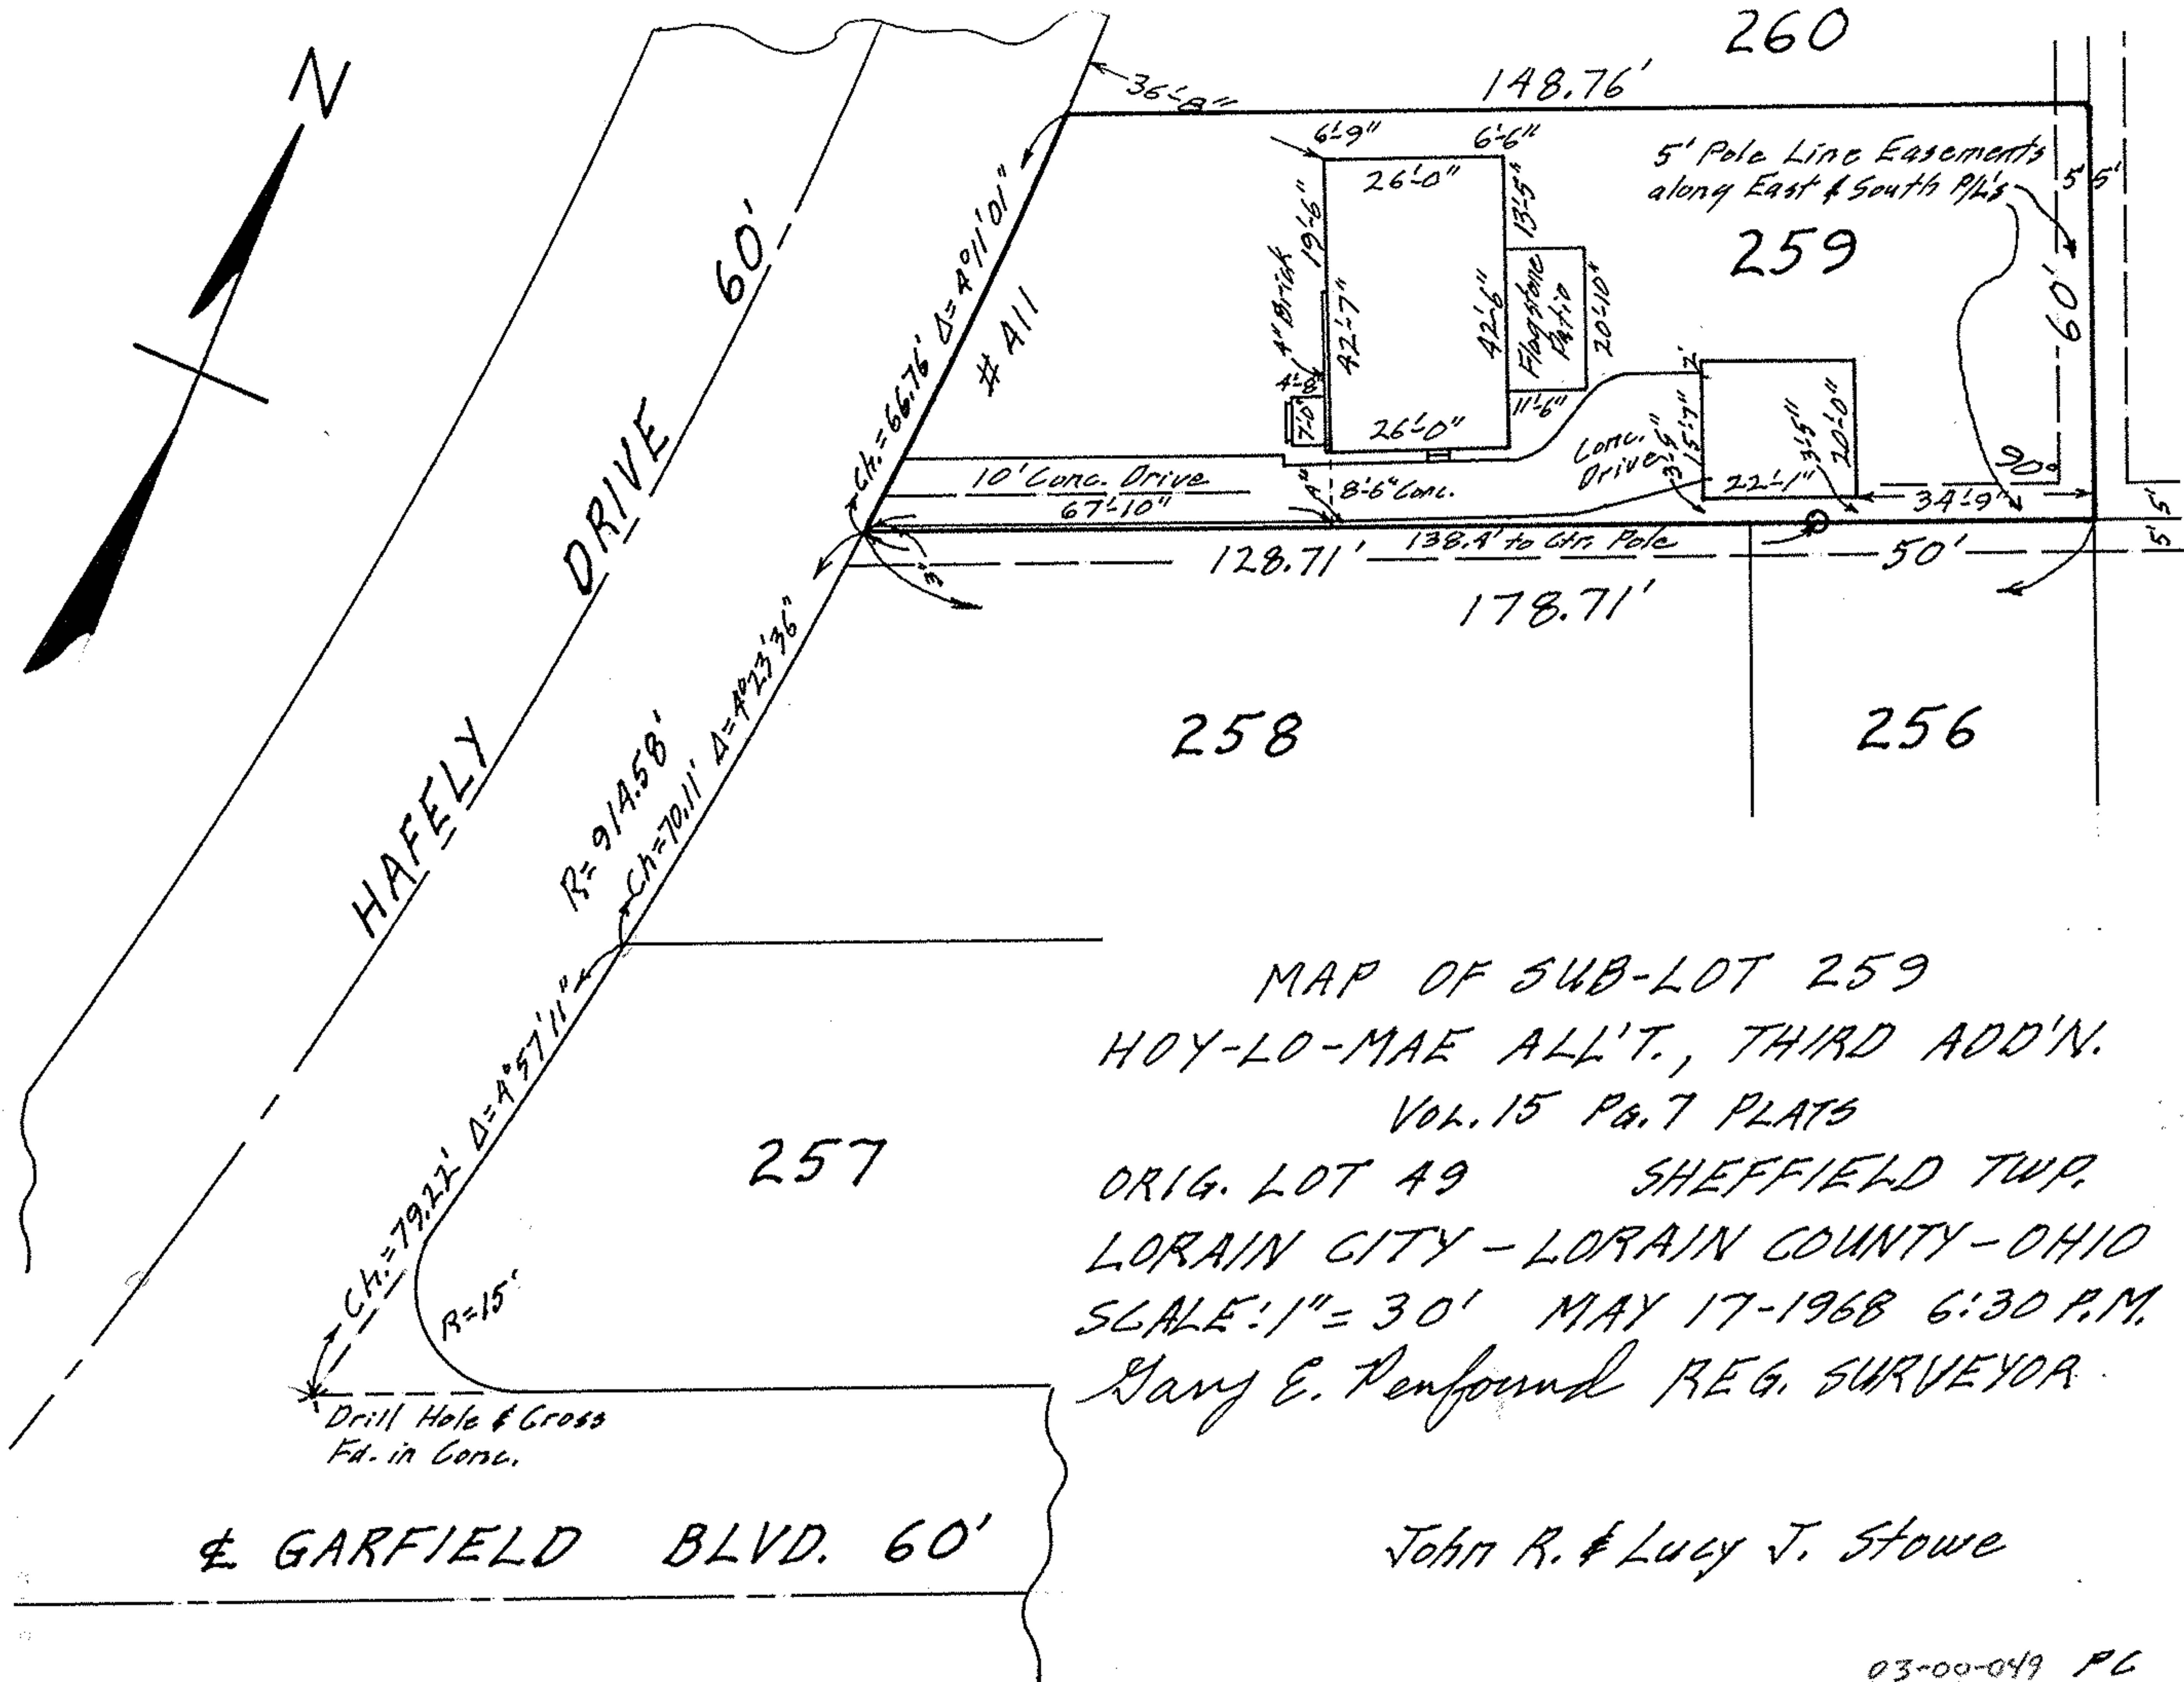 N
260
148.76'
36'-8"
6'-9"
6'-6"
26'-0"
5' Pole Line Easements
along East & South P/L's
5' 5'
60'
HAFELY DRIVE 60'
Ch.=66.76' Δ=4°11'01"
# 411
19'-6"
13'-5"
4" Brick
42'-7"
42'-6"
Flagstone
Patio
20'-10"
259
60'
4'-8"
7'-0"
26'-0"
11'-6"
2'
Conc.
Drive
15'-7"
3'-5"
20'-0"
22'-1"
34'-9"
90°
10' Conc. Drive
67'-10"
8'-6" Conc.
3"
138.4' to Ctr. Pole
128.71'
50'
178.71'
5' 5'
R=914.58'
Ch=70.11' Δ=4°23'36"
258
256
Ch.=79.22' Δ=4°57'11"
257
R=15'
Drill Hole & Cross
Fd. in Conc.
MAP OF SUB-LOT 259
HOY-LO-MAE ALL'T., THIRD ADD'N.
VOL. 15 PG. 7 PLATS
ORIG. LOT 49 SHEFFIELD TWP.
LORAIN CITY - LORAIN COUNTY - OHIO
SCALE: 1" = 30' MAY 17-1968 6:30 P.M.
Gary E. Penfound REG. SURVEYOR
℄ GARFIELD BLVD. 60'
John R. & Lucy J. Stowe
03-00-049 PC